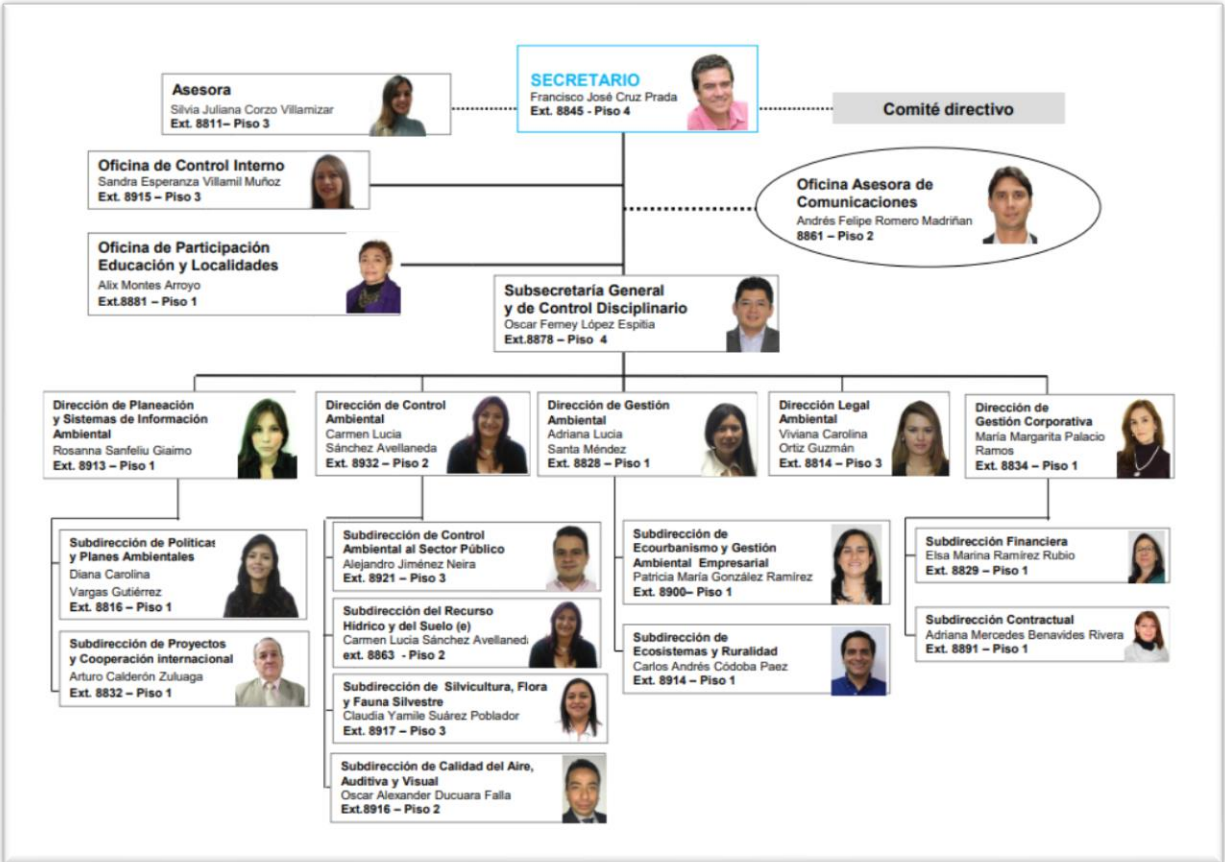 Asesora
Silvia Juliana Corzo Villamizar
Ext. 8811– Piso 3
SECRETARIO
Francisco José Cruz Prada
Ext. 8845 - Piso 4
Comité directivo
Oficina de Control Interno
Sandra Esperanza Villamil Muñoz
Ext. 8915 – Piso 3
Oficina Asesora de
Comunicaciones
Andrés Felipe Romero Madriñan
8861 – Piso 2
Oficina de Participación
Educación y Localidades
Alix Montes Arroyo
Ext.8881 – Piso 1
Subsecretaría General
y de Control Disciplinario
Oscar Ferney López Espitia
Ext.8878 – Piso 4
Dirección de Planeación
y Sistemas de Información
Ambiental
Rosanna Sanfeliu Giaimo
Ext. 8913 – Piso 1
Dirección de Control
Ambiental
Carmen Lucia
Sánchez Avellaneda
Ext. 8932 – Piso 2
Dirección de Gestión
Ambiental
Adriana Lucia
Santa Méndez
Ext. 8828 – Piso 1
Dirección Legal
Ambiental
Viviana Carolina
Ortiz Guzmán
Ext. 8814 – Piso 3
Dirección de
Gestión Corporativa
María Margarita Palacio
Ramos
Ext. 8834 – Piso 1
Subdirección de Políticas
y Planes Ambientales
Diana Carolina
Vargas Gutiérrez
Ext. 8816 – Piso 1
Subdirección de Proyectos
y Cooperación internacional
Arturo Calderón Zuluaga
Ext. 8832 – Piso 1
Subdirección de Control
Ambiental al Sector Público
Alejandro Jiménez Neira
Ext. 8921 – Piso 3
Subdirección del Recurso
Hídrico y del Suelo (e)
Carmen Lucia Sánchez Avellaneda
ext. 8863 - Piso 2
Subdirección de Silvicultura, Flora
y Fauna Silvestre
Claudia Yamile Suárez Poblador
Ext. 8917 – Piso 3
Subdirección de Calidad del Aire,
Auditiva y Visual
Oscar Alexander Ducuara Falla
Ext.8916 – Piso 2
Subdirección de
Ecourbanismo y Gestión
Ambiental Empresarial
Patricia María González Ramírez
Ext. 8900– Piso 1
Subdirección de
Ecosistemas y Ruralidad
Carlos Andrés Códoba Paez
Ext. 8914 – Piso 1
Subdirección Financiera
Elsa Marina Ramírez Rubio
Ext. 8829 – Piso 1
Subdirección Contractual
Adriana Mercedes Benavides Rivera
Ext. 8891 – Piso 1